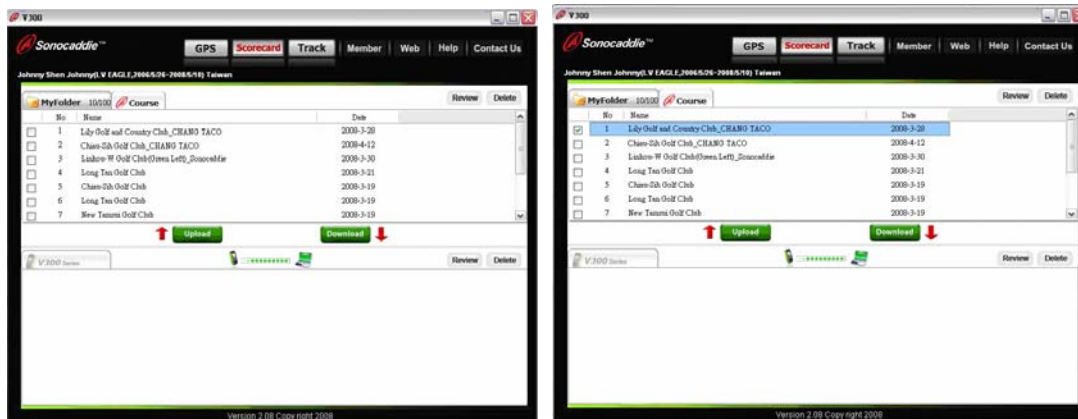 V300
Sonocaddie™
GPS Scorecard Track Member Web Help Contact Us
Johnny Shen Johnny(LV EAGLE,2006/5/26~2008/5/18) Taiwan
MyFolder 10/100 Course Review Delete
No Name Date
1 Lily Golf and Country Club_CHANG TACO 2008-3-28
2 Chien-Sih Golf Club_CHANG TACO 2008-4-12
3 Linkou-W Golf Club(Green Left)_Sonocaddie 2008-3-30
4 Long Tan Golf Club 2008-3-21
5 Chien-Sih Golf Club 2008-3-19
6 Long Tan Golf Club 2008-3-19
7 New Tamsui Golf Club 2008-3-19
Upload Download
V300 Series Review Delete
Version 2.08 Copy right 2008
V300
Sonocaddie™
GPS Scorecard Track Member Web Help Contact Us
Johnny Shen Johnny(LV EAGLE,2006/5/26~2008/5/18) Taiwan
MyFolder 10/100 Course Review Delete
No Name Date
1 Lily Golf and Country Club_CHANG TACO 2008-3-28
2 Chien-Sih Golf Club_CHANG TACO 2008-4-12
3 Linkou-W Golf Club(Green Left)_Sonocaddie 2008-3-30
4 Long Tan Golf Club 2008-3-21
5 Chien-Sih Golf Club 2008-3-19
6 Long Tan Golf Club 2008-3-19
7 New Tamsui Golf Club 2008-3-19
Upload Download
V300 Series Review Delete
Version 2.08 Copy right 2008